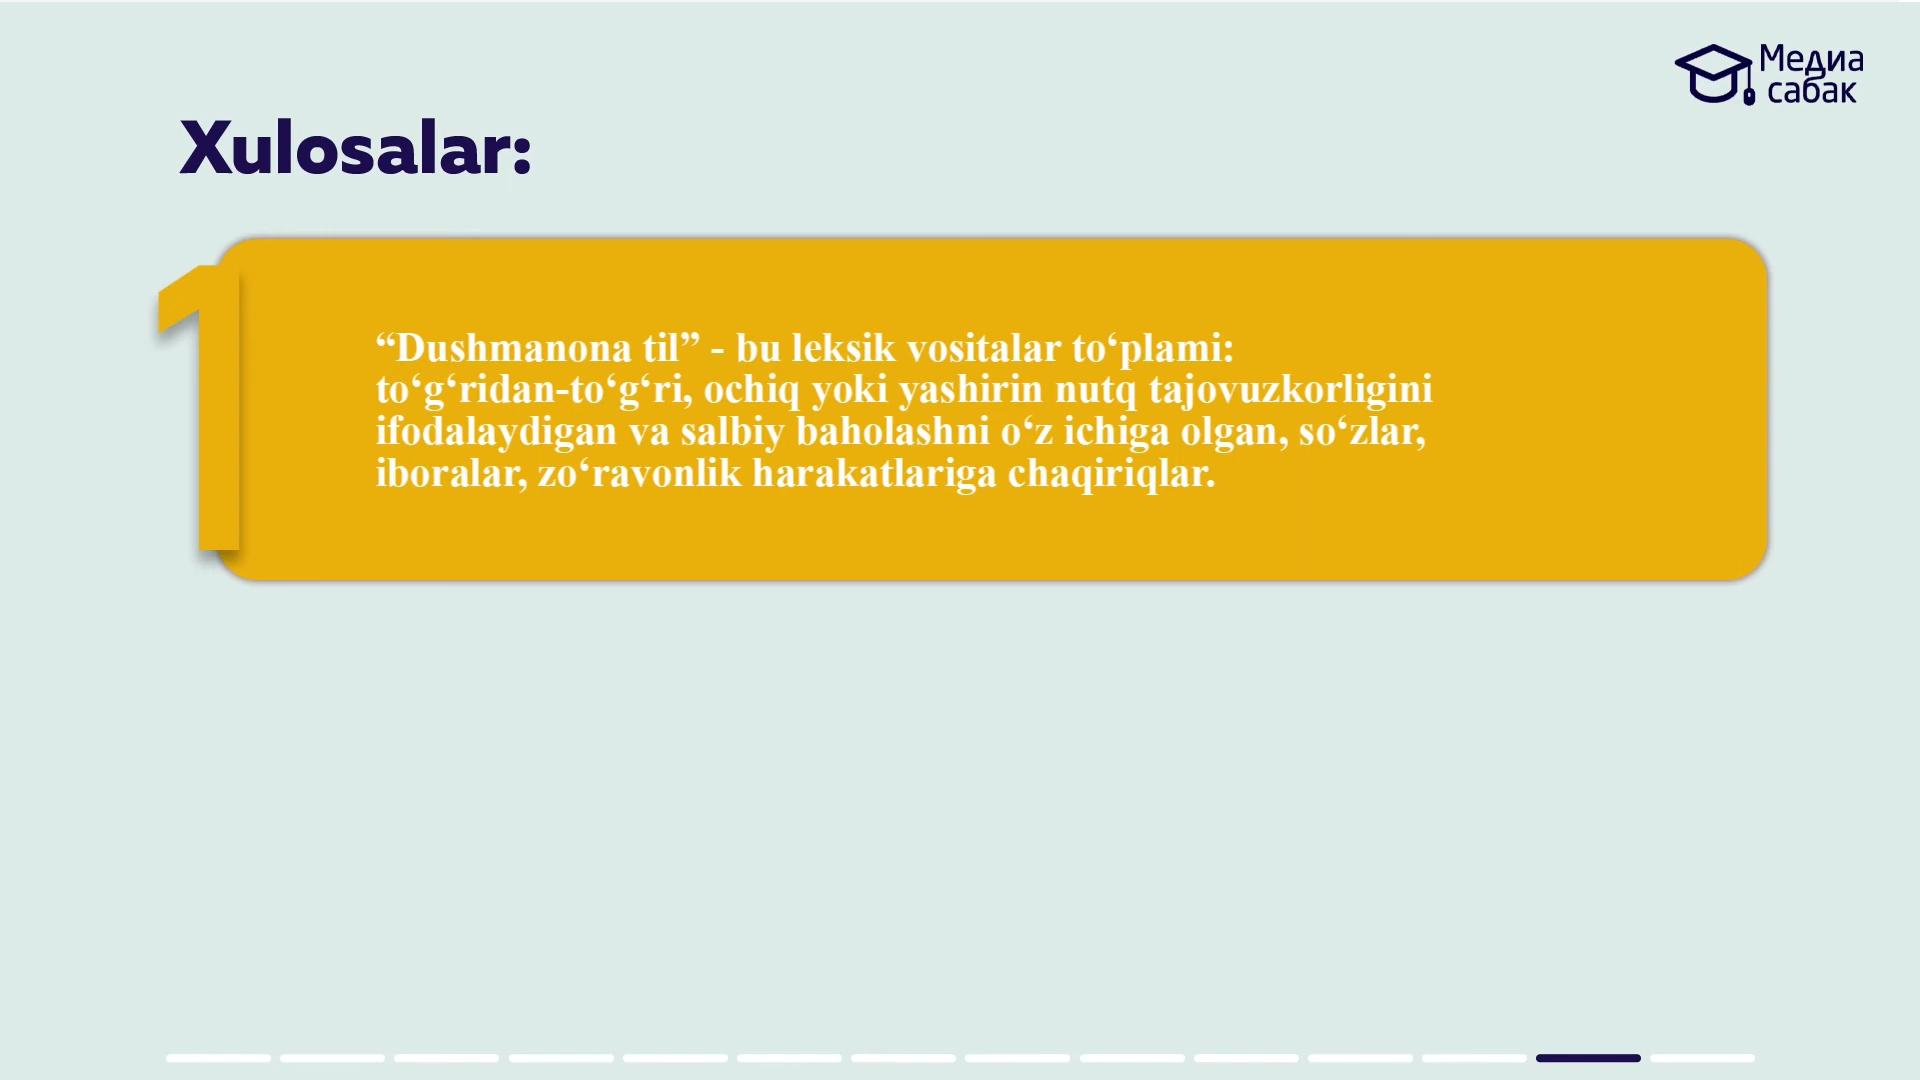 Медиа
сабак
Xulosalar:
1
“Dushmanona til” - bu leksik vositalar to‘plami:
to‘g‘ridan-to‘g‘ri, ochiq yoki yashirin nutq tajovuzkorligini
ifodalaydigan va salbiy baholashni o‘z ichiga olgan, so‘zlar,
iboralar, zo‘ravonlik harakatlariga chaqiriqlar.